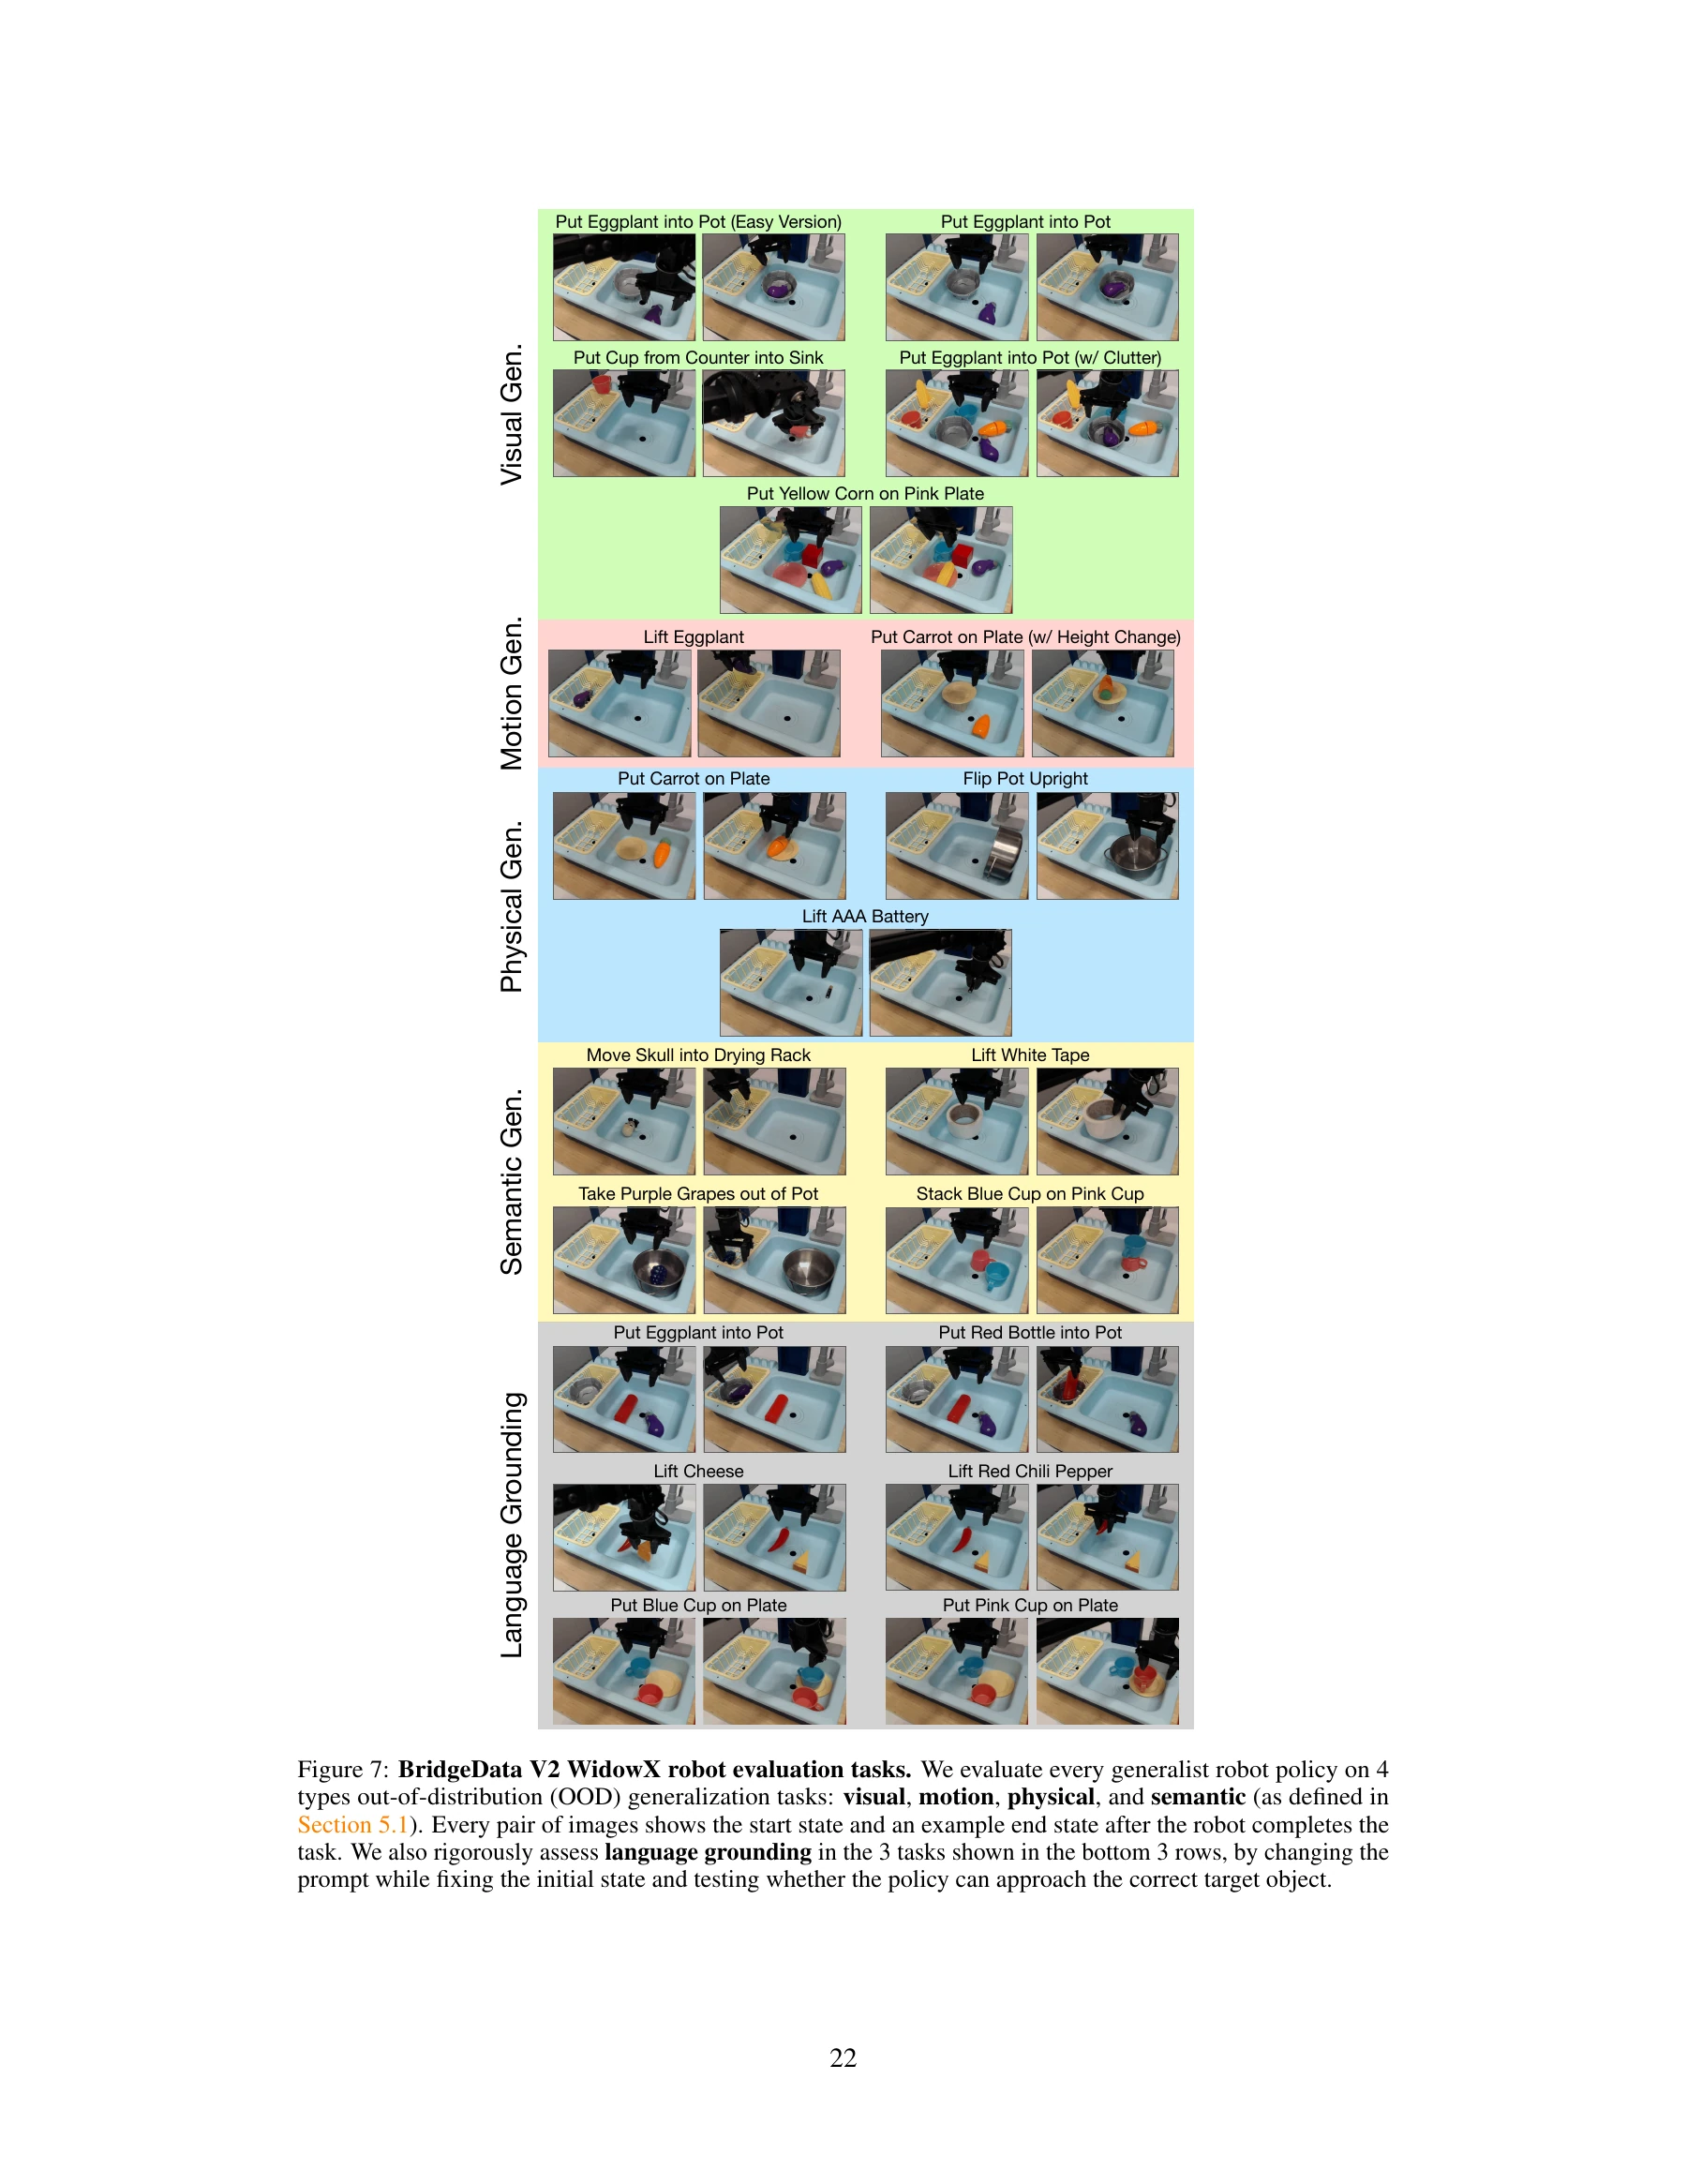 Put Eggplant into Pot (Easy Version)
Put Eggplant into Pot
Put Cup from Counter into Sink
Put Eggplant into Pot (w/ Clutter)
Put Yellow Corn on Pink Plate
Visual Gen.
Lift Eggplant
Put Carrot on Plate (w/ Height Change)
Motion Gen.
Put Carrot on Plate
Flip Pot Upright
Lift AAA Battery
Physical Gen.
Move Skull into Drying Rack
Lift White Tape
Take Purple Grapes out of Pot
Stack Blue Cup on Pink Cup
Semantic Gen.
Put Eggplant into Pot
Put Red Bottle into Pot
Lift Cheese
Lift Red Chili Pepper
Put Blue Cup on Plate
Put Pink Cup on Plate
Language Grounding
Figure 7: BridgeData V2 WidowX robot evaluation tasks. We evaluate every generalist robot policy on 4
types out-of-distribution (OOD) generalization tasks: visual, motion, physical, and semantic (as defined in
Section 5.1). Every pair of images shows the start state and an example end state after the robot completes the
task. We also rigorously assess language grounding in the 3 tasks shown in the bottom 3 rows, by changing the
prompt while fixing the initial state and testing whether the policy can approach the correct target object.
22